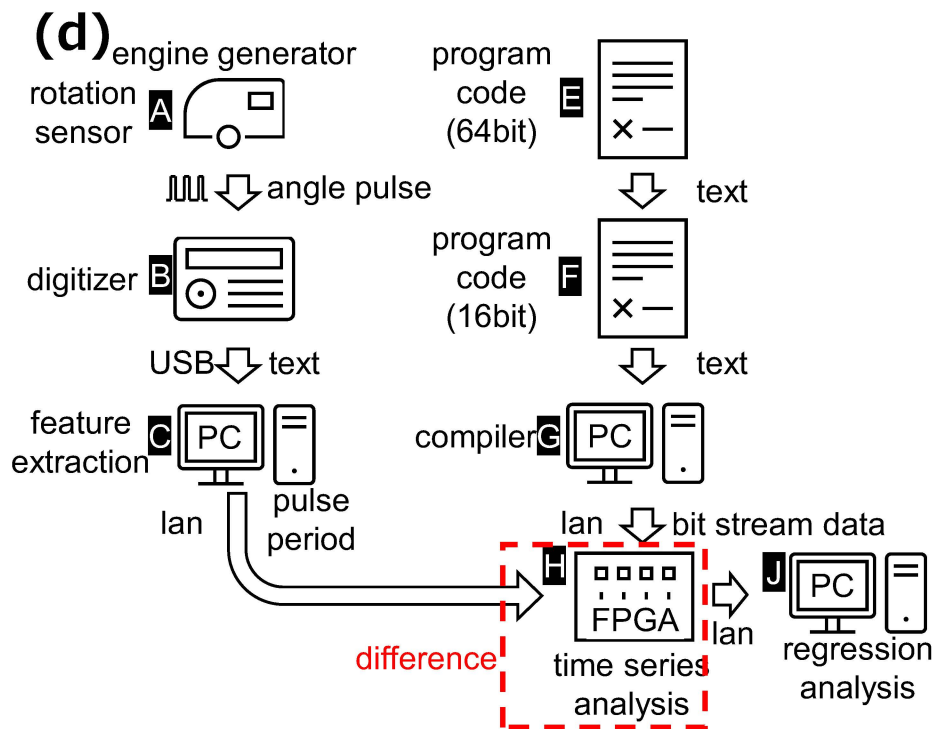 (d)
engine generator
rotation
sensor
A
angle pulse
digitizer
B
USB
text
feature
extraction
C
PC
lan
pulse
period
program
code
(64bit)
E
text
program
code
(16bit)
F
text
compiler
G
PC
lan
bit stream data
H
FPGA
time series
analysis
difference
lan
J
PC
regression
analysis